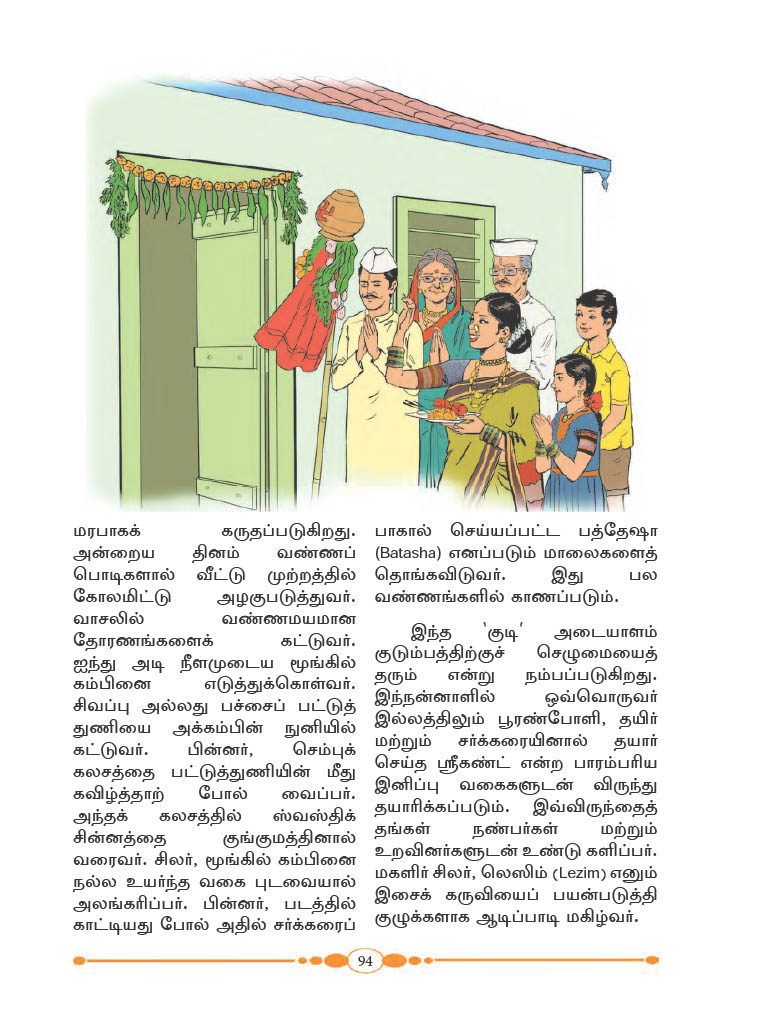 மரபாகக் கருதப்படுகிறது.
அன்றைய தினம் வண்ணப்
பொடிகளால் வீட்டு முற்றத்தில்
கோலமிட்டு அழகுபடுத்துவர்.
வாசலில் வண்ணமயமான
தோரணங்களைக் கட்டுவர்.
ஐந்து அடி நீளமுடைய மூங்கில்
கம்பினை எடுத்துக்கொள்வர்.
சிவப்பு அல்லது பச்சைப் பட்டுத்
துணியை அக்கம்பின் நுனியில்
கட்டுவர். பின்னர், செம்புக்
கலசத்தை பட்டுத்துணியின் மீது
கவிழ்த்தாற் போல் வைப்பர்.
அந்தக் கலசத்தில் ஸ்வஸ்திக்
சின்னத்தை குங்குமத்தினால்
வரைவர். சிலர், மூங்கில் கம்பினை
நல்ல உயர்ந்த வகை புடவையால்
அலங்கரிப்பர். பின்னர், படத்தில்
காட்டியது போல் அதில் சர்க்கரைப்
பாகால் செய்யப்பட்ட பத்தேஷா
(Batasha) எனப்படும் மாலைகளைத்
தொங்கவிடுவர். இது பல
வண்ணங்களில் காணப்படும்.
இந்த ‘குடி’ அடையாளம்
குடும்பத்திற்குச் செழுமையைத்
தரும் என்று நம்பப்படுகிறது.
இந்நன்னாளில் ஒவ்வொருவர்
இல்லத்திலும் பூரண்போளி, தயிர்
மற்றும் சர்க்கரையினால் தயார்
செய்த ஸ்ரீகண்ட் என்ற பாரம்பரிய
இனிப்பு வகைகளுடன் விருந்து
தயாரிக்கப்படும். இவ்விருந்தைத்
தங்கள் நண்பர்கள் மற்றும்
உறவினர்களுடன் உண்டு களிப்பர்.
மகளிர் சிலர், லெஸிம் (Lezim) எனும்
இசைக் கருவியைப் பயன்படுத்தி
குழுக்களாக ஆடிப்பாடி மகிழ்வர்.
94